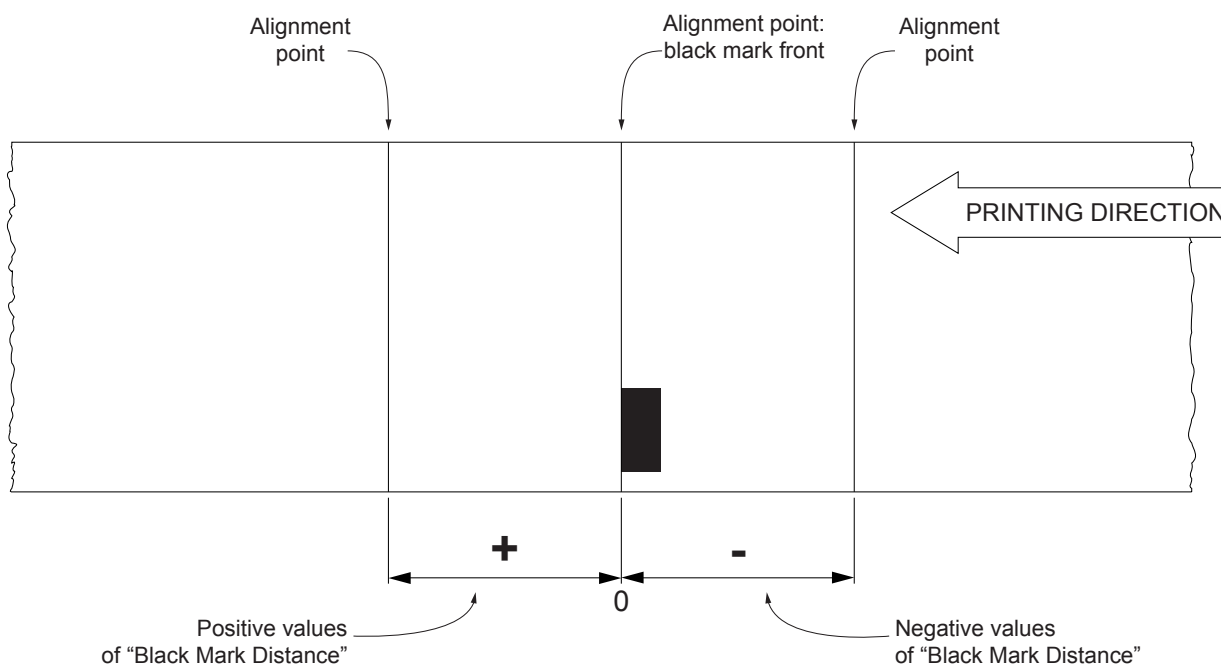 Alignment
point
Alignment point:
black mark front
Alignment
point
PRINTING DIRECTION
+
-
0
Positive values
of “Black Mark Distance”
Negative values
of “Black Mark Distance”